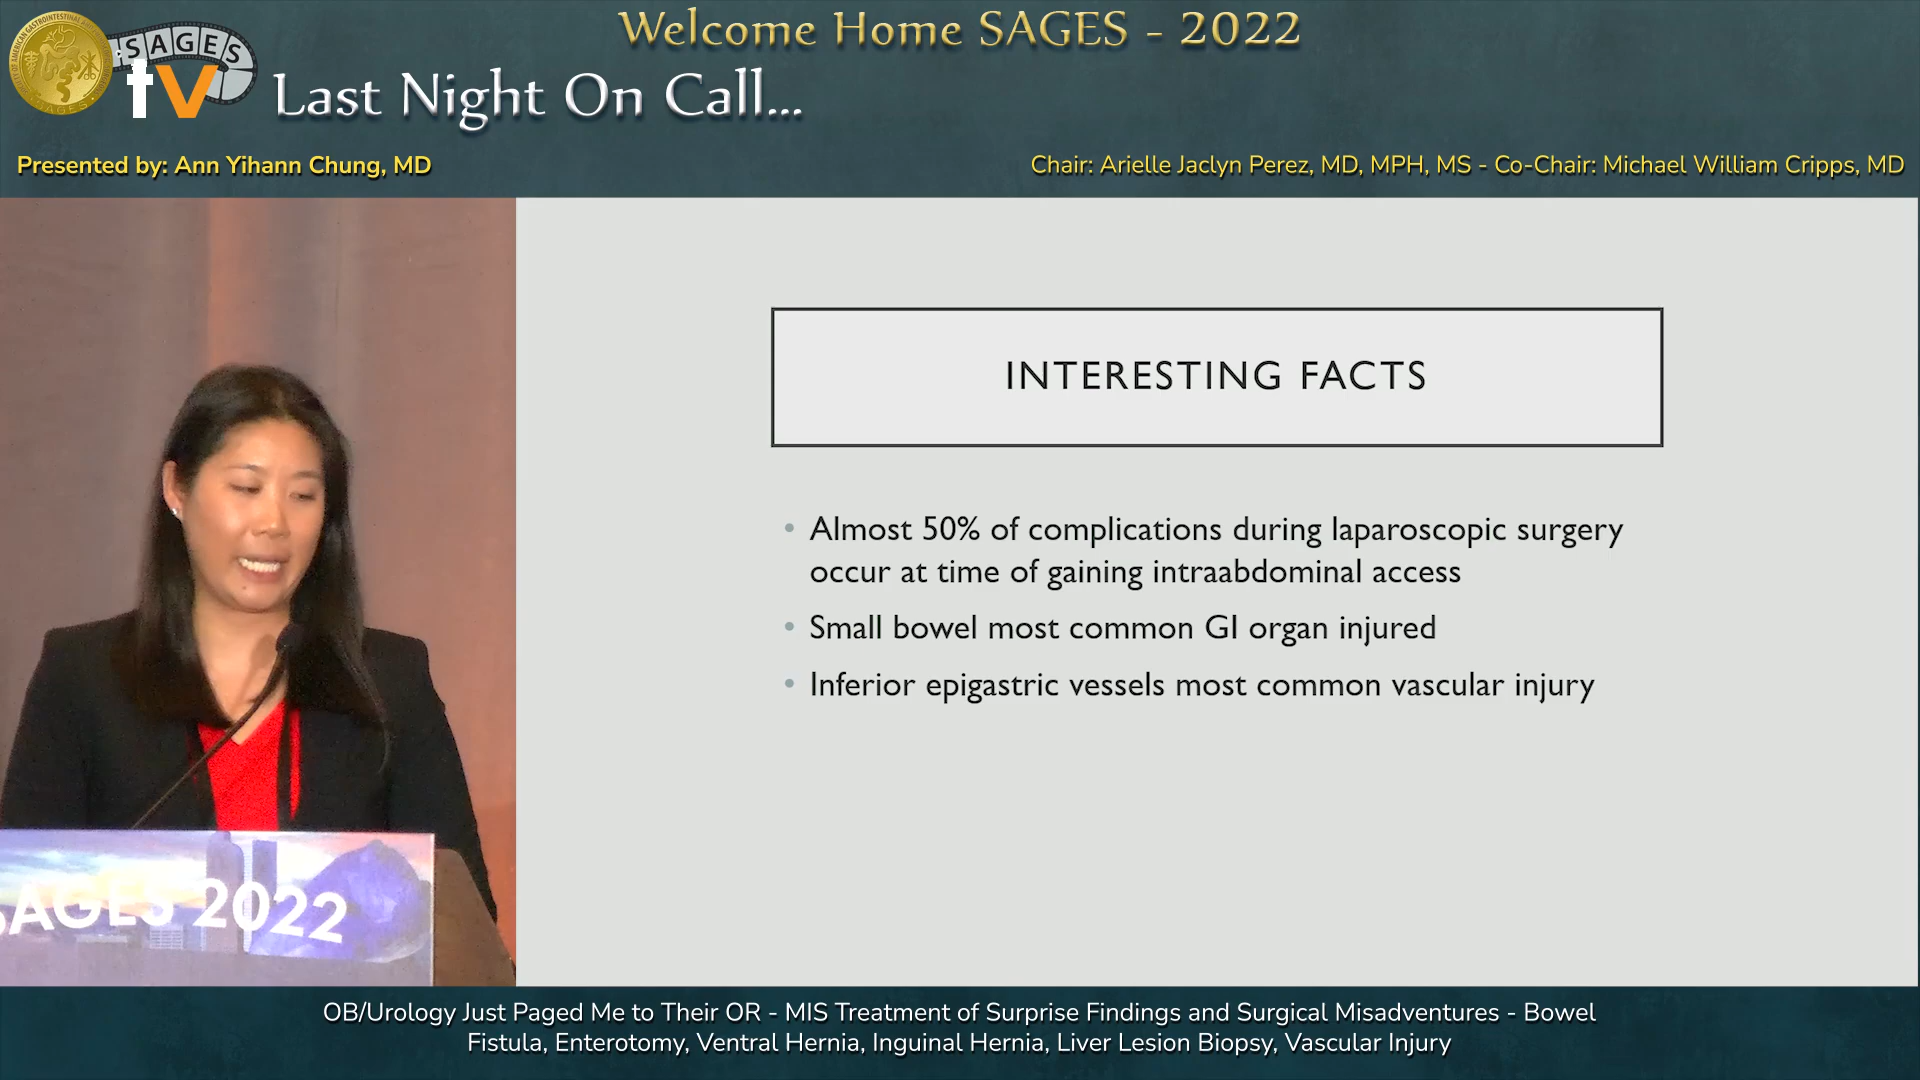 Welcome Home SAGES - 2022
SAGES
tv
Last Night On Call...
Presented by: Ann Yihann Chung, MD
Chair: Arielle Jaclyn Perez, MD, MPH, MS - Co-Chair: Michael William Cripps, MD
INTERESTING FACTS
• Almost 50% of complications during laparoscopic surgery
occur at time of gaining intraabdominal access
• Small bowel most common GI organ injured
• Inferior epigastric vessels most common vascular injury
SAGES 2022
OB/Urology Just Paged Me to Their OR - MIS Treatment of Surprise Findings and Surgical Misadventures - Bowel
Fistula, Enterotomy, Ventral Hernia, Inguinal Hernia, Liver Lesion Biopsy, Vascular Injury